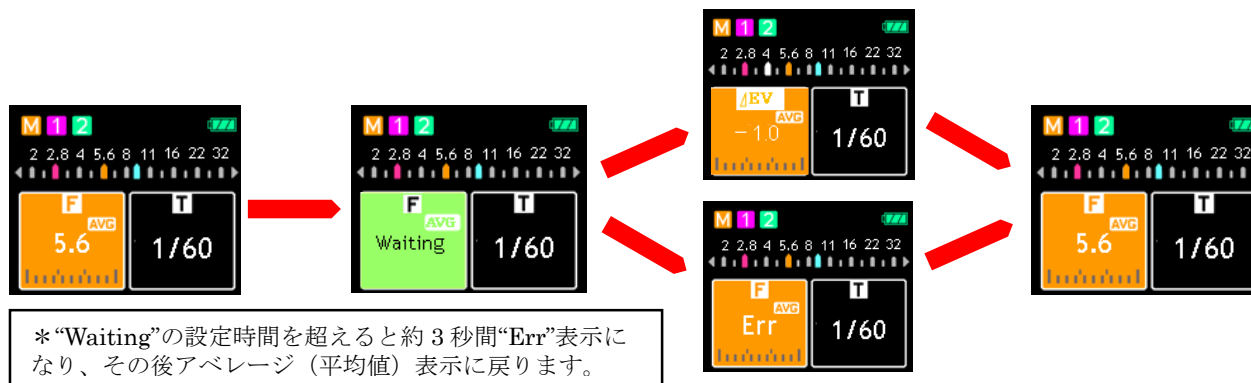 M 1 2
2 2.8 4 5.6 8 11 16 22 32
F T
AVG
5.6 1/60
M 1 2
2 2.8 4 5.6 8 11 16 22 32
F T
AVG
Waiting 1/60
M 1 2
2 2.8 4 5.6 8 11 16 22 32
⊿EV T
AVG
−1.0 1/60
M 1 2
2 2.8 4 5.6 8 11 16 22 32
F T
AVG
Err 1/60
M 1 2
2 2.8 4 5.6 8 11 16 22 32
F T
AVG
5.6 1/60
*“Waiting”の設定時間を超えると約 3 秒間“Err”表示に
なり、その後アベレージ（平均値）表示に戻ります。